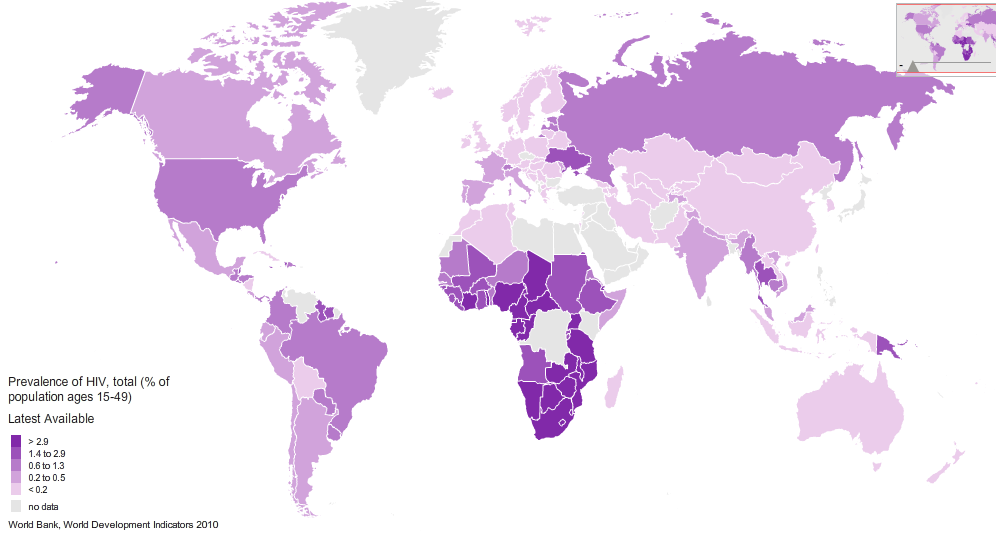 Prevalence of HIV, total (% of
population ages 15-49)
Latest Available
> 2.9
1.4 to 2.9
0.6 to 1.3
0.2 to 0.5
< 0.2
no data
World Bank, World Development Indicators 2010